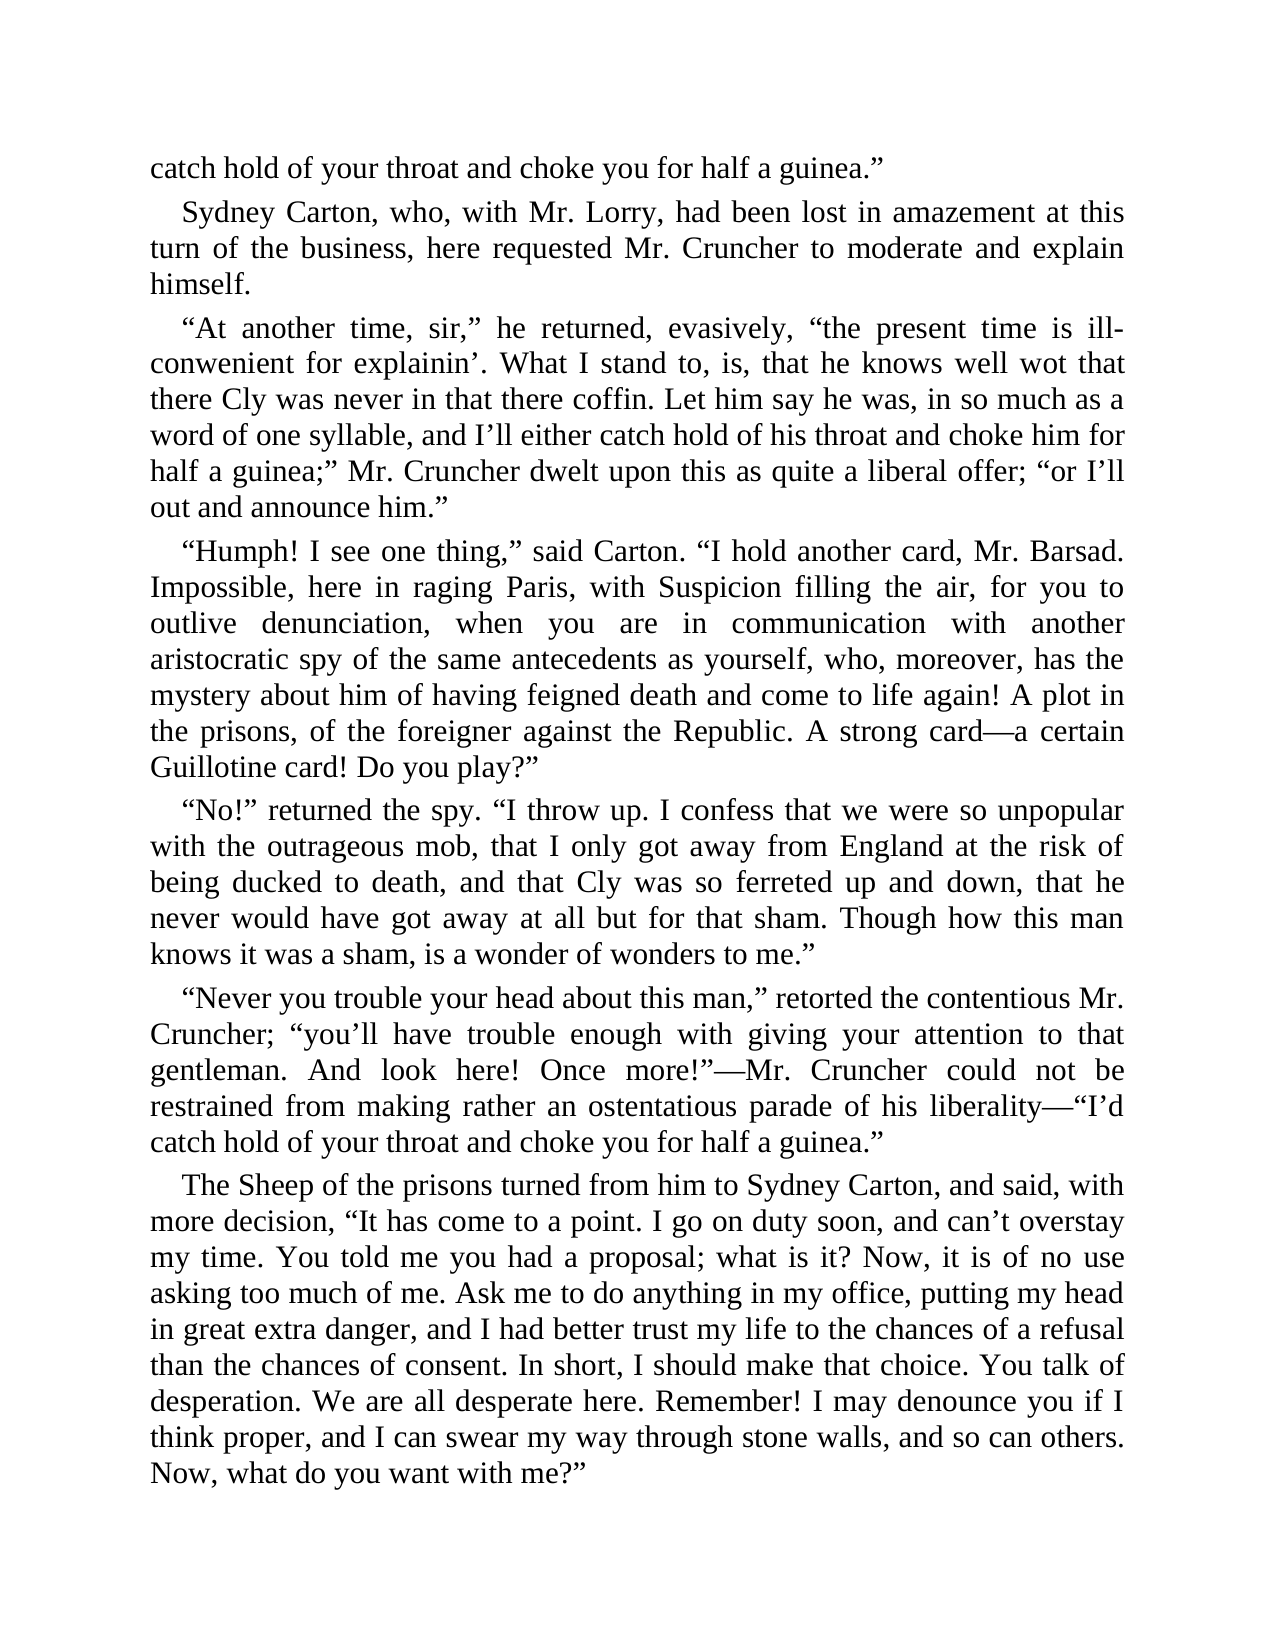 catch hold of your throat and choke you for half a guinea.”
Sydney Carton, who, with Mr. Lorry, had been lost in amazement at this
turn of the business, here requested Mr. Cruncher to moderate and explain
himself.
“At another time, sir,” he returned, evasively, “the present time is ill-
conwenient for explainin’. What I stand to, is, that he knows well wot that
there Cly was never in that there coffin. Let him say he was, in so much as a
word of one syllable, and I’ll either catch hold of his throat and choke him for
half a guinea;” Mr. Cruncher dwelt upon this as quite a liberal offer; “or I’ll
out and announce him.”
“Humph! I see one thing,” said Carton. “I hold another card, Mr. Barsad.
Impossible, here in raging Paris, with Suspicion filling the air, for you to
outlive denunciation, when you are in communication with another
aristocratic spy of the same antecedents as yourself, who, moreover, has the
mystery about him of having feigned death and come to life again! A plot in
the prisons, of the foreigner against the Republic. A strong card—a certain
Guillotine card! Do you play?”
“No!” returned the spy. “I throw up. I confess that we were so unpopular
with the outrageous mob, that I only got away from England at the risk of
being ducked to death, and that Cly was so ferreted up and down, that he
never would have got away at all but for that sham. Though how this man
knows it was a sham, is a wonder of wonders to me.”
“Never you trouble your head about this man,” retorted the contentious Mr.
Cruncher; “you’ll have trouble enough with giving your attention to that
gentleman. And look here! Once more!”—Mr. Cruncher could not be
restrained from making rather an ostentatious parade of his liberality—“I’d
catch hold of your throat and choke you for half a guinea.”
The Sheep of the prisons turned from him to Sydney Carton, and said, with
more decision, “It has come to a point. I go on duty soon, and can’t overstay
my time. You told me you had a proposal; what is it? Now, it is of no use
asking too much of me. Ask me to do anything in my office, putting my head
in great extra danger, and I had better trust my life to the chances of a refusal
than the chances of consent. In short, I should make that choice. You talk of
desperation. We are all desperate here. Remember! I may denounce you if I
think proper, and I can swear my way through stone walls, and so can others.
Now, what do you want with me?”